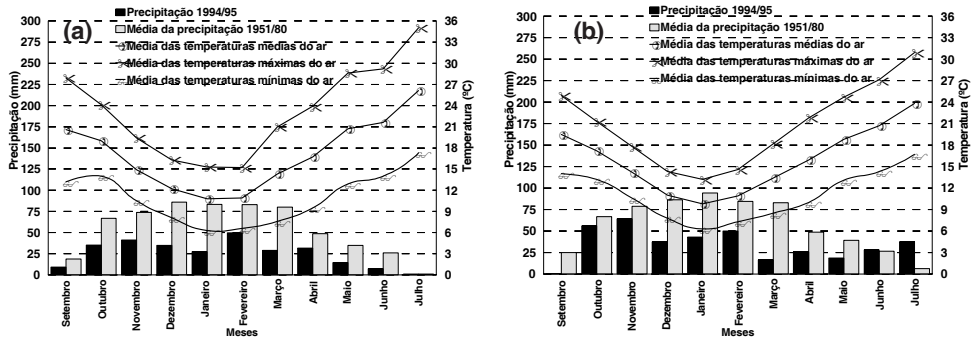 (a)
Precipitação 1994/95
Média da precipitação 1951/80
Média das temperaturas médias do ar
Média das temperaturas máximas do ar
Média das temperaturas mínimas do ar
Precipitação (mm)
300
275
250
225
200
175
150
125
100
75
50
25
0
36
33
30
27
24
21
18
15
12
9
6
3
0
Temperatura (ºC)
Setembro
Outubro
Novembro
Dezembro
Janeiro
Fevereiro
Março
Abril
Maio
Junho
Julho
Meses
(b)
Precipitação 1994/95
Média da precipitação 1951/80
Média das temperaturas médias do ar
Média das temperaturas máximas do ar
Média das temperaturas mínimas do ar
Precipitação (mm)
300
275
250
225
200
175
150
125
100
75
50
25
0
36
33
30
27
24
21
18
15
12
9
6
3
0
Temperatura (ºC)
Setembro
Outubro
Novembro
Dezembro
Janeiro
Fevereiro
Março
Abril
Maio
Junho
Julho
Meses